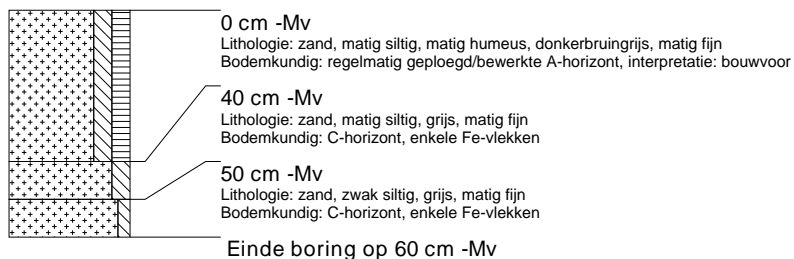 0 cm -Mv
Lithologie: zand, matig siltig, matig humeus, donkerbruingrijs, matig fijn
Bodemkundig: regelmatig geploegd/bewerkte A-horizont, interpretatie: bouwvoor
40 cm -Mv
Lithologie: zand, matig siltig, grijs, matig fijn
Bodemkundig: C-horizont, enkele Fe-vlekken
50 cm -Mv
Lithologie: zand, zwak siltig, grijs, matig fijn
Bodemkundig: C-horizont, enkele Fe-vlekken
Einde boring op 60 cm -Mv